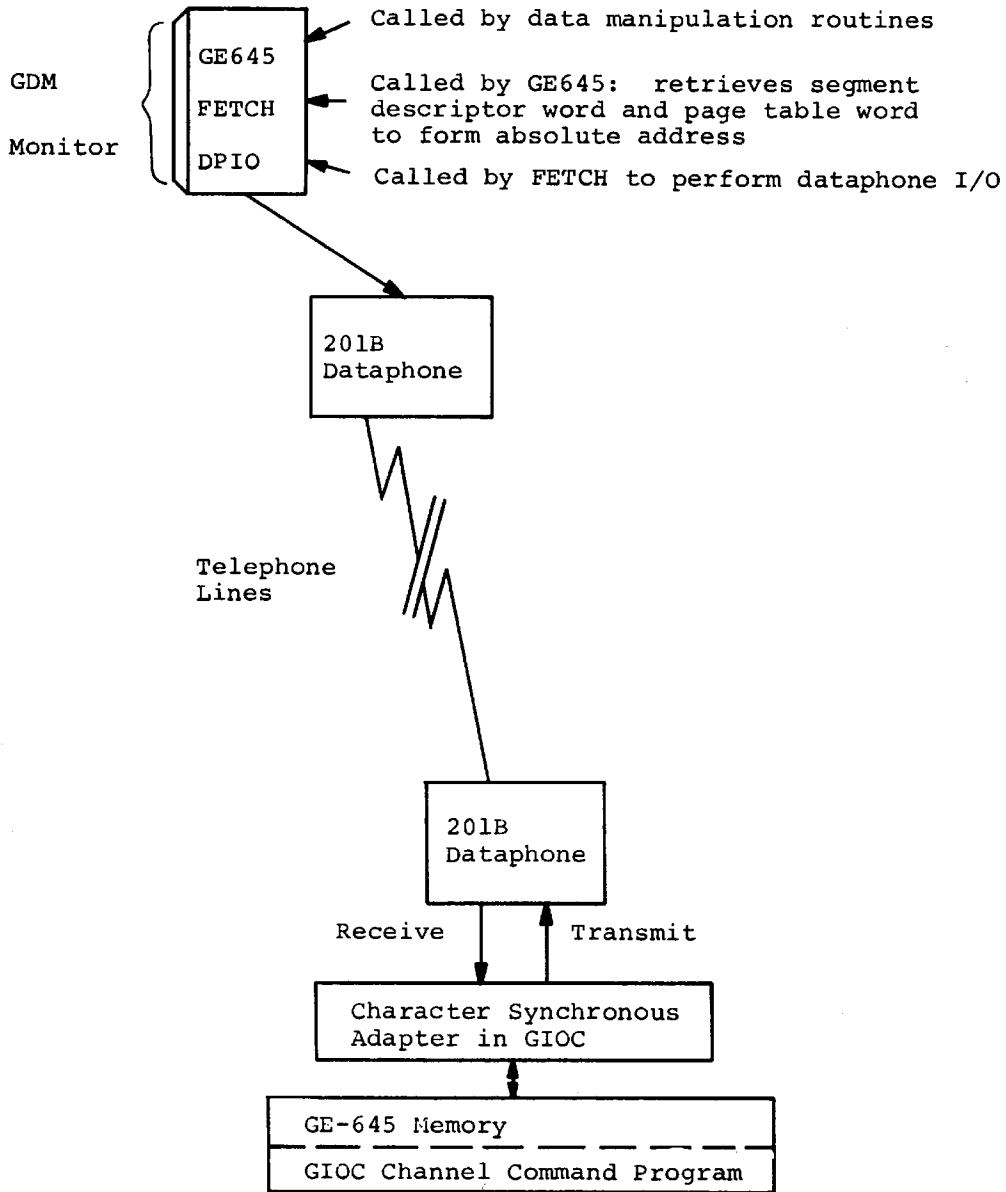 GDM
Monitor
GE645
FETCH
DPIO
Called by data manipulation routines
Called by GE645: retrieves segment
descriptor word and page table word
to form absolute address
Called by FETCH to perform dataphone I/O
201B
Dataphone
Telephone
Lines
201B
Dataphone
Receive
Transmit
Character Synchronous
Adapter in GIOC
GE-645 Memory
GIOC Channel Command Program